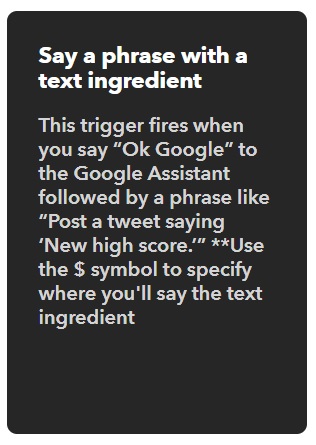 Say a phrase with a
text ingredient
This trigger fires when
you say “Ok Google” to
the Google Assistant
followed by a phrase like
“Post a tweet saying
‘New high score.’” **Use
the $ symbol to specify
where you'll say the text
ingredient